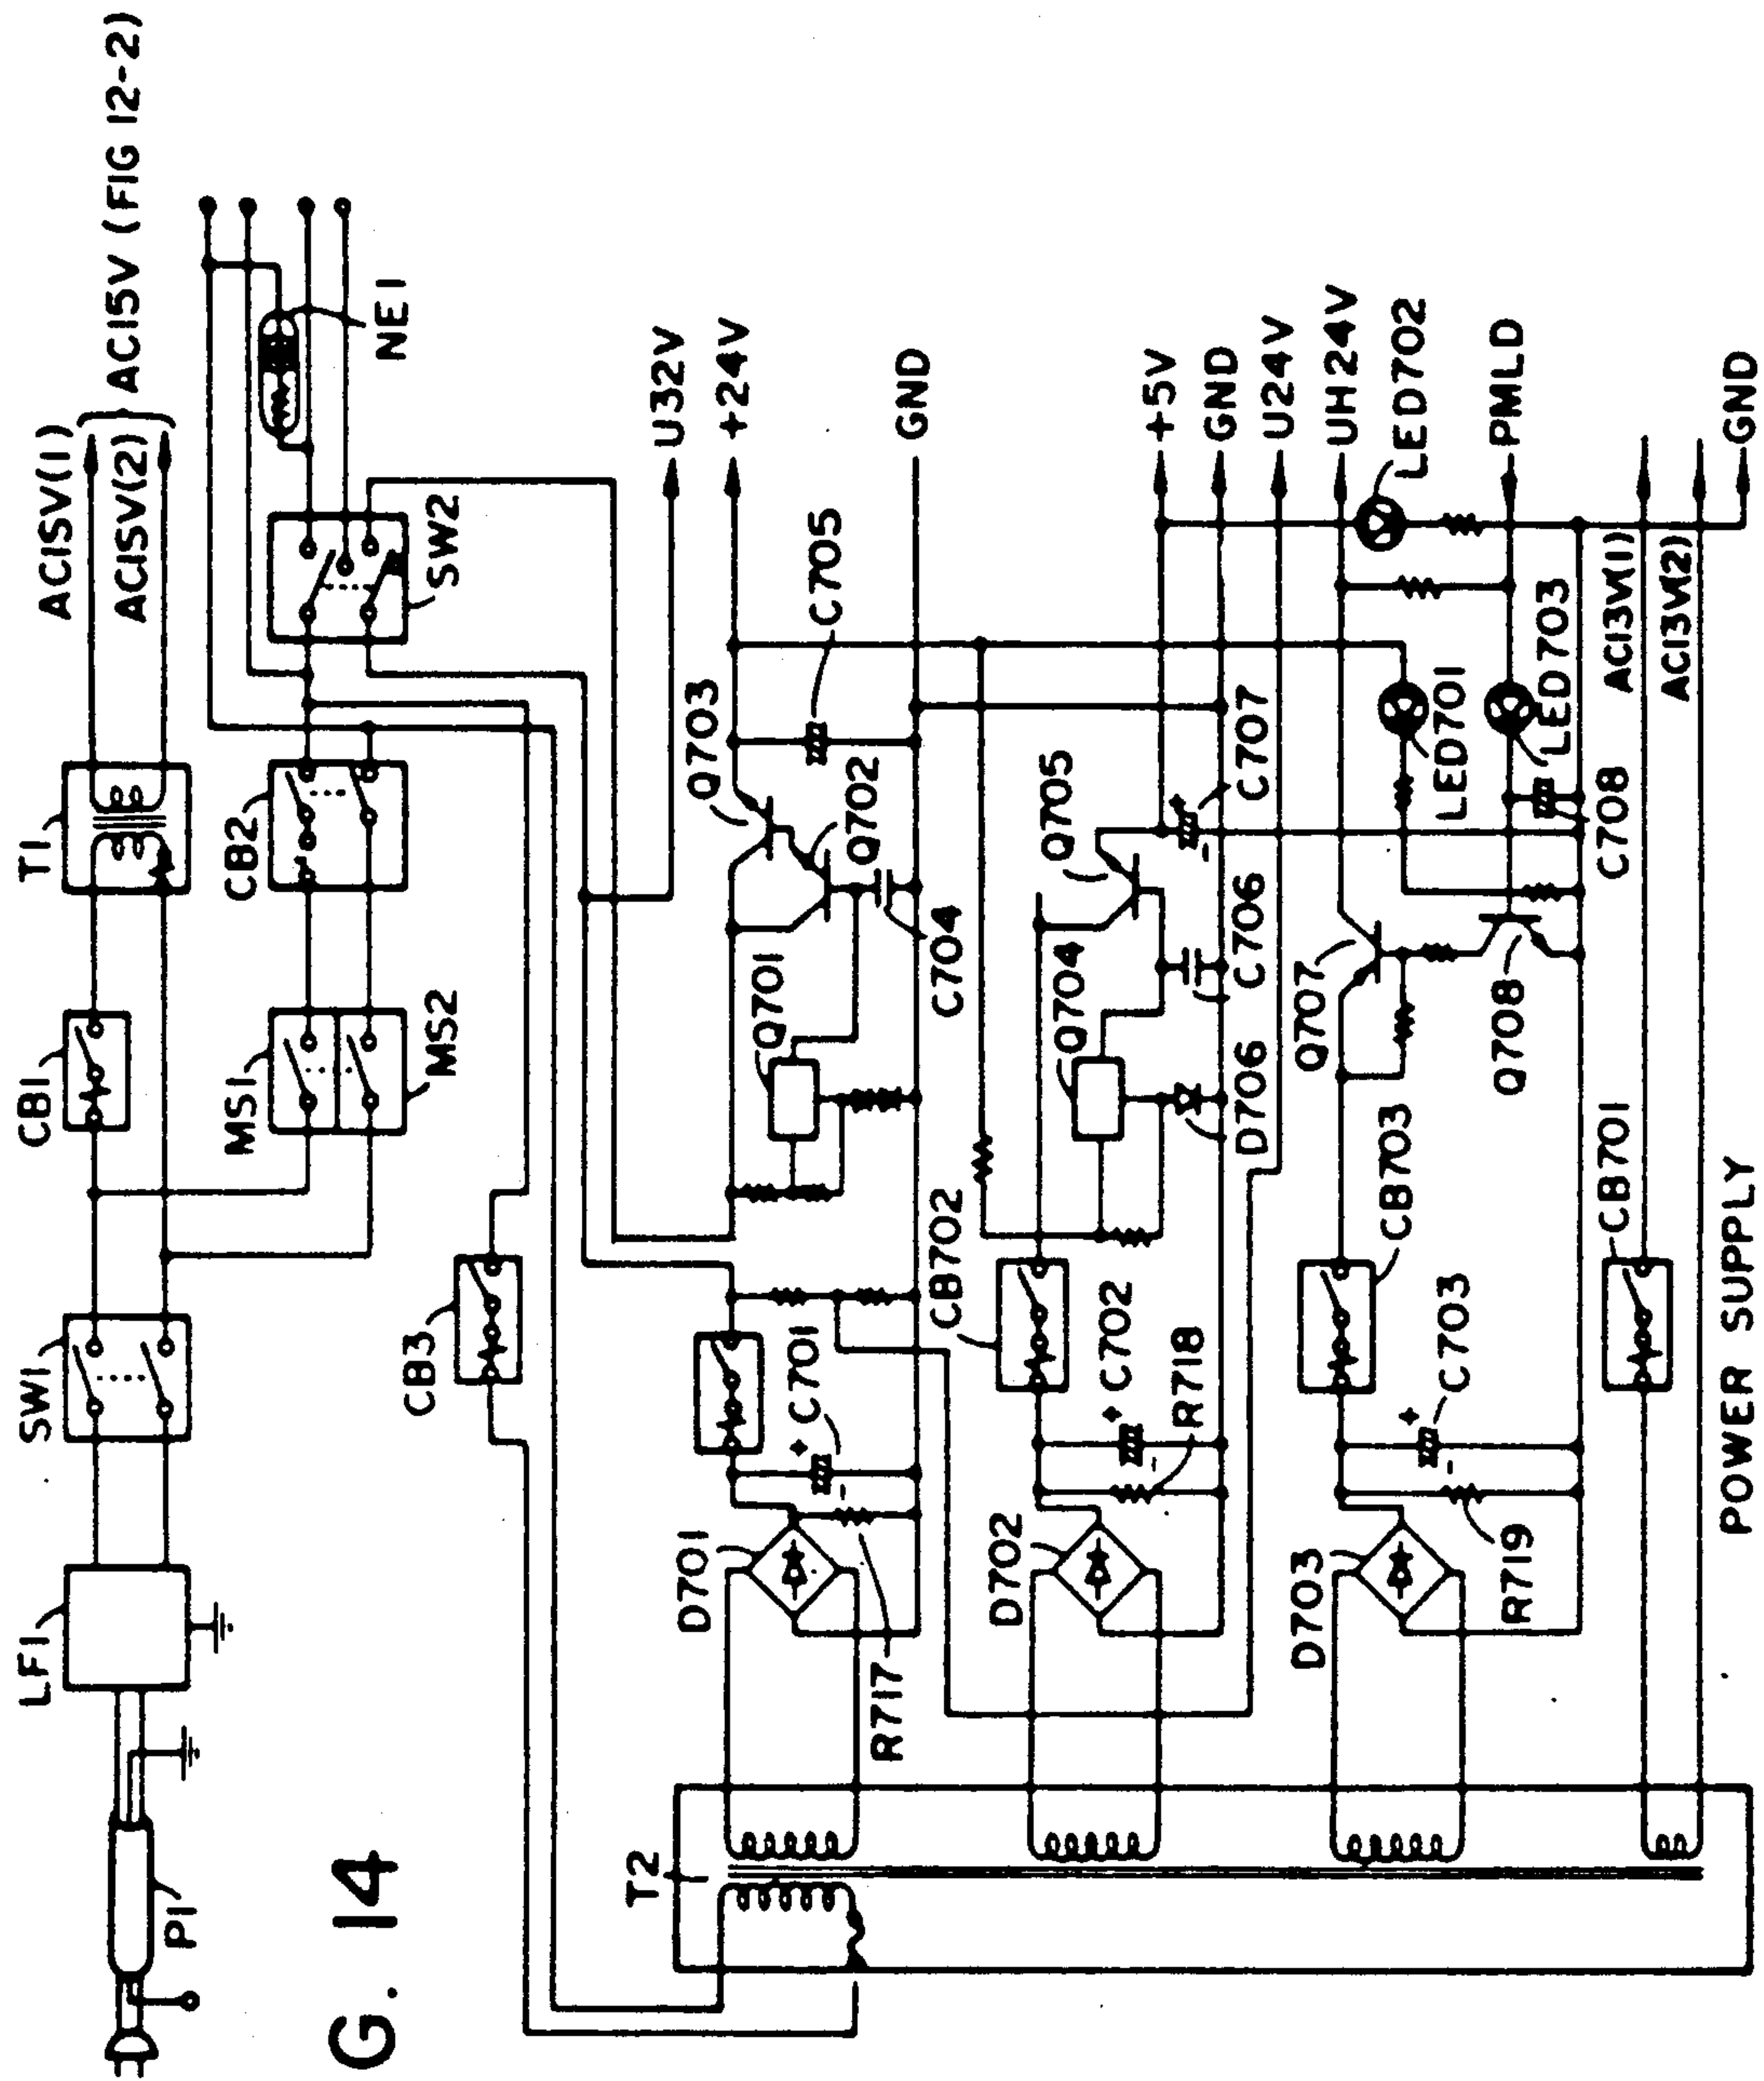 G. 14
P1
LF1
SW1
CB1
T1
AC15V(1)
AC15V(2)
AC15V (FIG 12-2)
MS1
MS2
CB2
SW2
NE1
CB3
T2
D701
R717
C701
Q701
Q702
Q703
C704
C705
U32V
+24V
GND
D702
R718
C702
CB702
Q704
D706
C706
Q705
C707
+5V
GND
U24V
UH24V
LED702
PMLD
D703
R719
C703
CB703
Q707
Q708
C708
LED701
LED703
CB701
AC13V(1)
AC13V(2)
GND
POWER SUPPLY